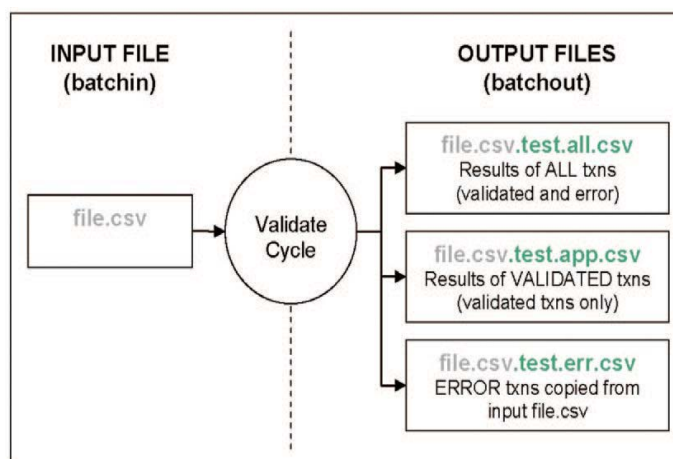 INPUT FILE
(batchin)
OUTPUT FILES
(batchout)
file.csv
Validate
Cycle
file.csv.test.all.csv
Results of ALL txns
(validated and error)
file.csv.test.app.csv
Results of VALIDATED txns
(validated txns only)
file.csv.test.err.csv
ERROR txns copied from
input file.csv